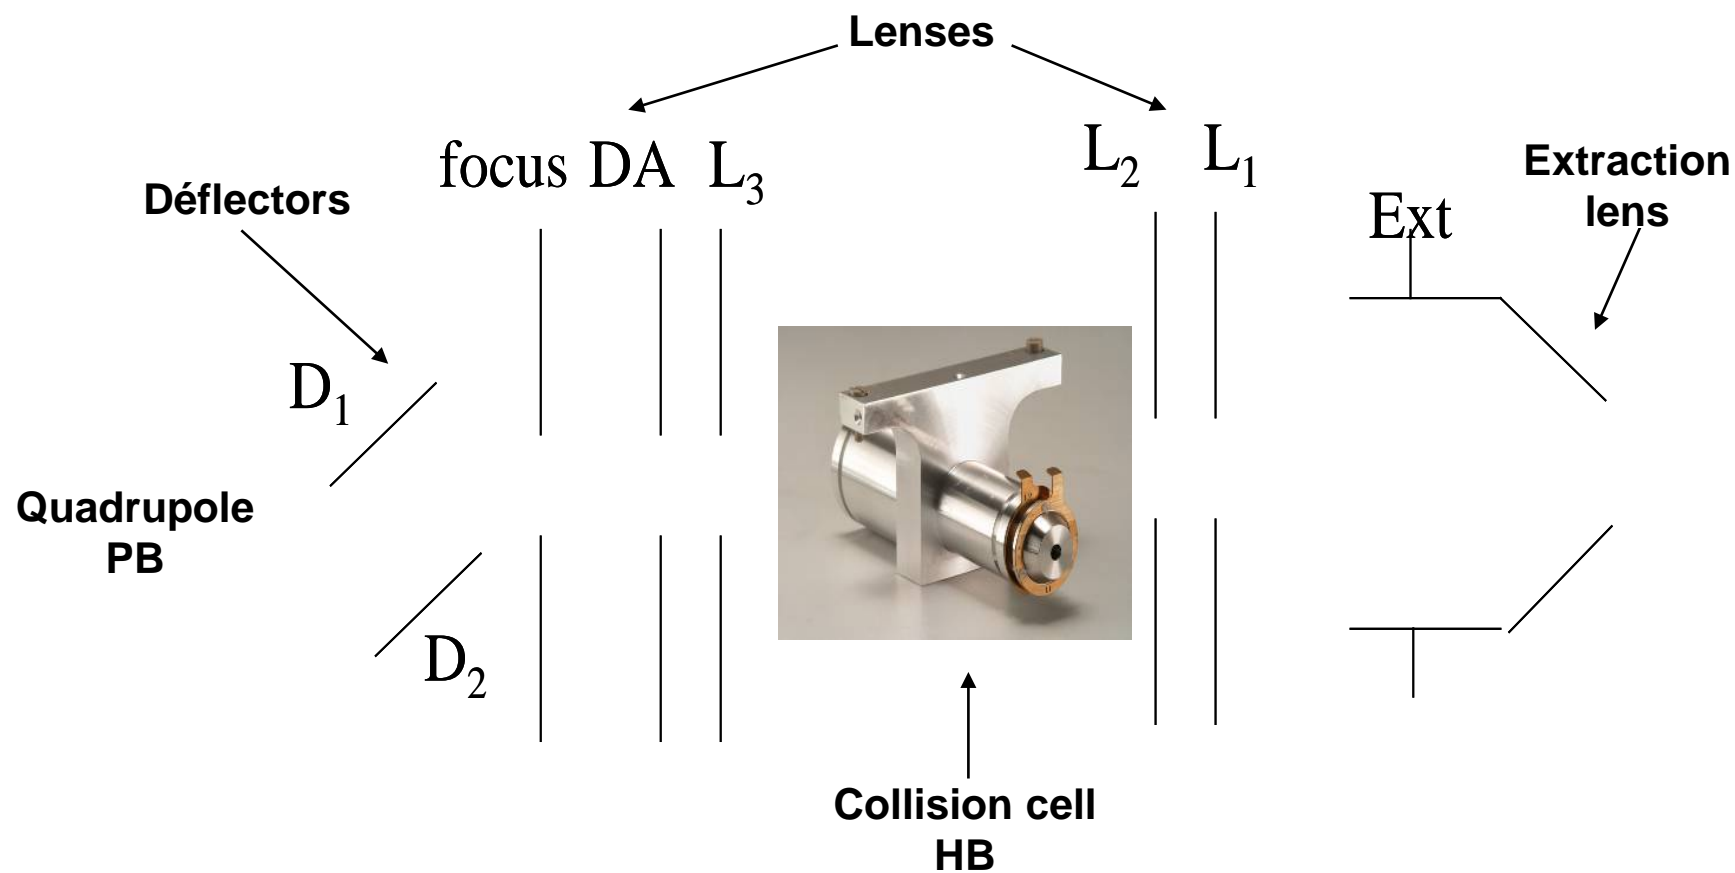 Lenses
focus DA L₃
L₂ L₁
Extraction
lens
Déflectors
Ext
D₁
Quadrupole
PB
D₂
Collision cell
HB